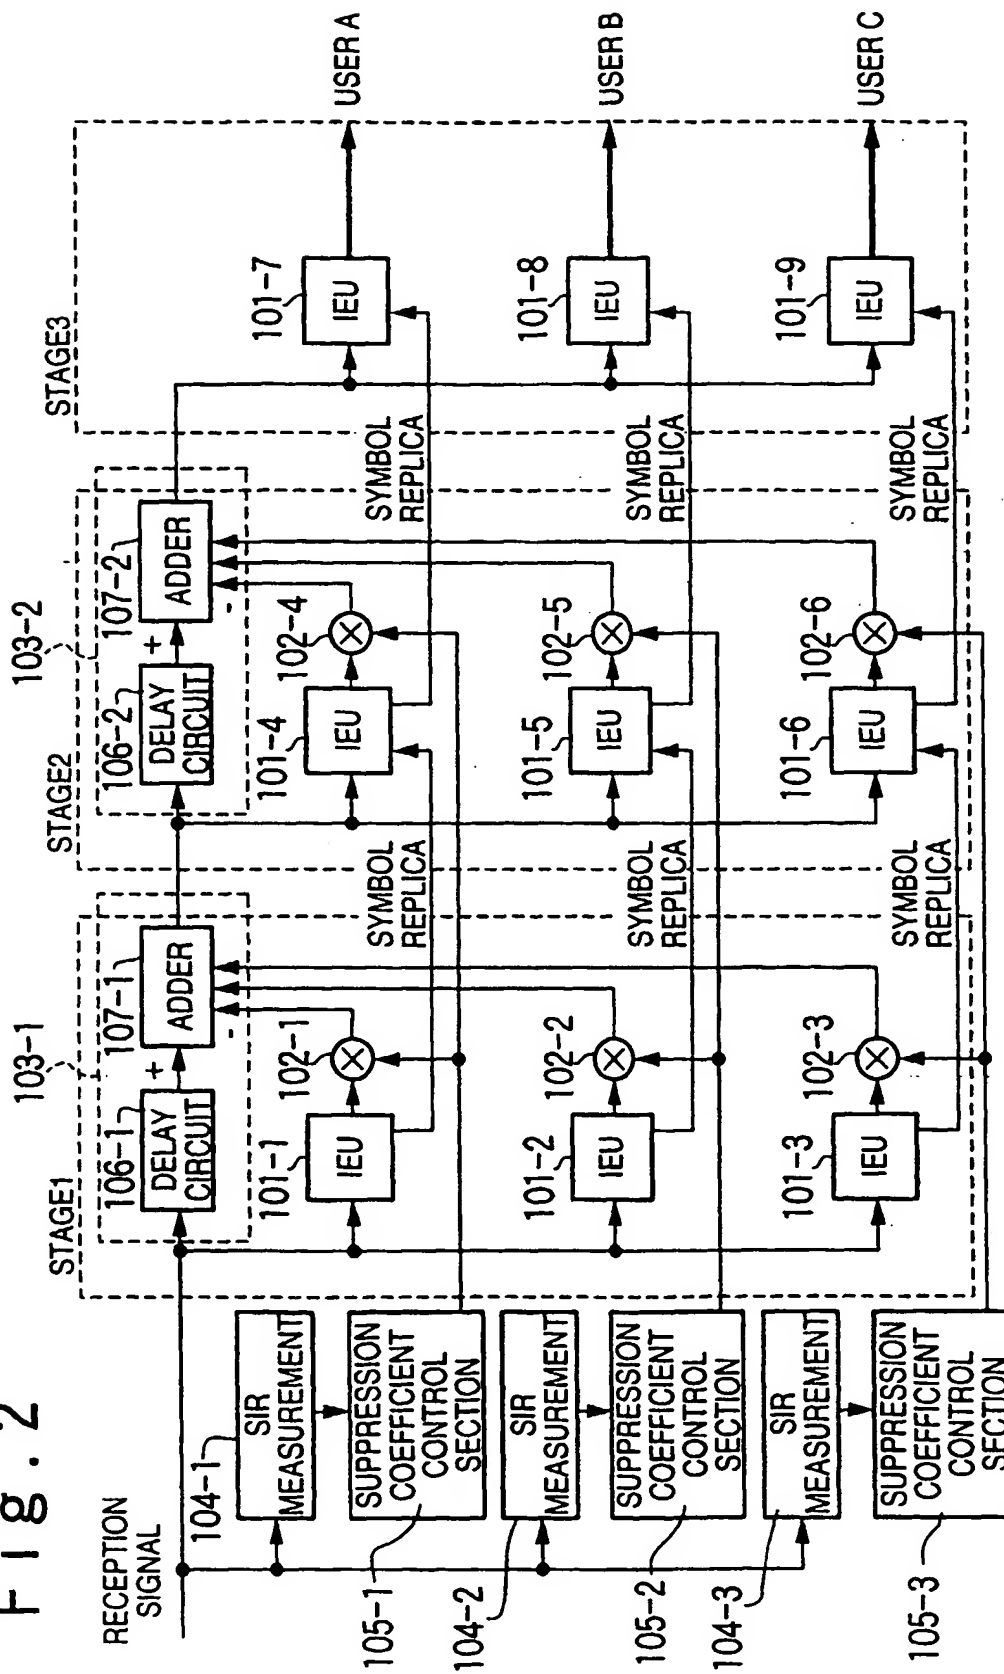 Fig. 2
RECEPTION
SIGNAL
104-1
SIR
MEASUREMENT
105-1
SUPPRESSION
COEFFICIENT
CONTROL
SECTION
104-2
SIR
MEASUREMENT
105-2
SUPPRESSION
COEFFICIENT
CONTROL
SECTION
104-3
SIR
MEASUREMENT
105-3
SUPPRESSION
COEFFICIENT
CONTROL
SECTION
STAGE1
103-1
106-1
DELAY
CIRCUIT
+
107-1
ADDER
-
101-1
IEU
102-1
×
101-2
IEU
102-2
×
101-3
IEU
102-3
×
SYMBOL
REPLICA
SYMBOL
REPLICA
SYMBOL
REPLICA
STAGE2
103-2
106-2
DELAY
CIRCUIT
+
107-2
ADDER
-
101-4
IEU
102-4
×
101-5
IEU
102-5
×
101-6
IEU
102-6
×
SYMBOL
REPLICA
SYMBOL
REPLICA
SYMBOL
REPLICA
STAGE3
101-7
IEU
USER A
101-8
IEU
USER B
101-9
IEU
USER C